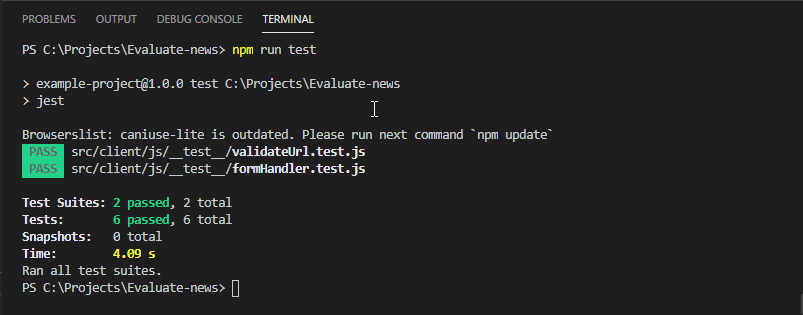 PROBLEMS OUTPUT DEBUG CONSOLE TERMINAL
PS C:\Projects\Evaluate-news> npm run test
> example-project@1.0.0 test C:\Projects\Evaluate-news
> jest
Browserslist: caniuse-lite is outdated. Please run next command `npm update`
PASS src/client/js/__test__/validateUrl.test.js
PASS src/client/js/__test__/formHandler.test.js
Test Suites: 2 passed, 2 total
Tests: 6 passed, 6 total
Snapshots: 0 total
Time: 4.09 s
Ran all test suites.
PS C:\Projects\Evaluate-news>